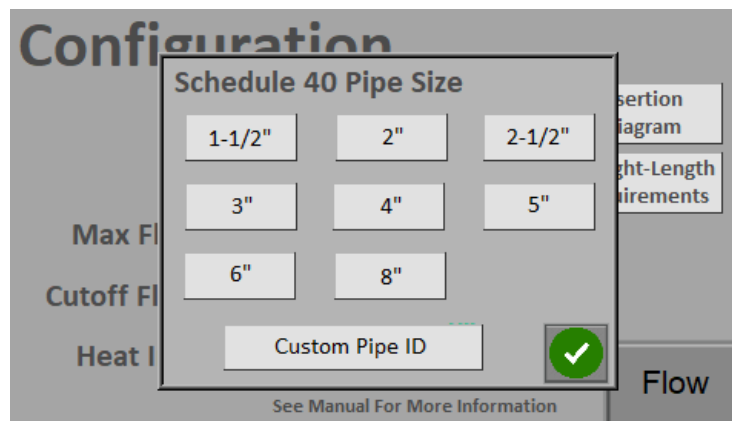 Configuration
Schedule 40 Pipe Size
1-1/2" 2" 2-1/2"
3" 4" 5"
6" 8"
Custom Pipe ID
Max Fl
Cutoff Fl
Heat I
sertion
iagram
ght-Length
uirements
Flow
See Manual For More Information